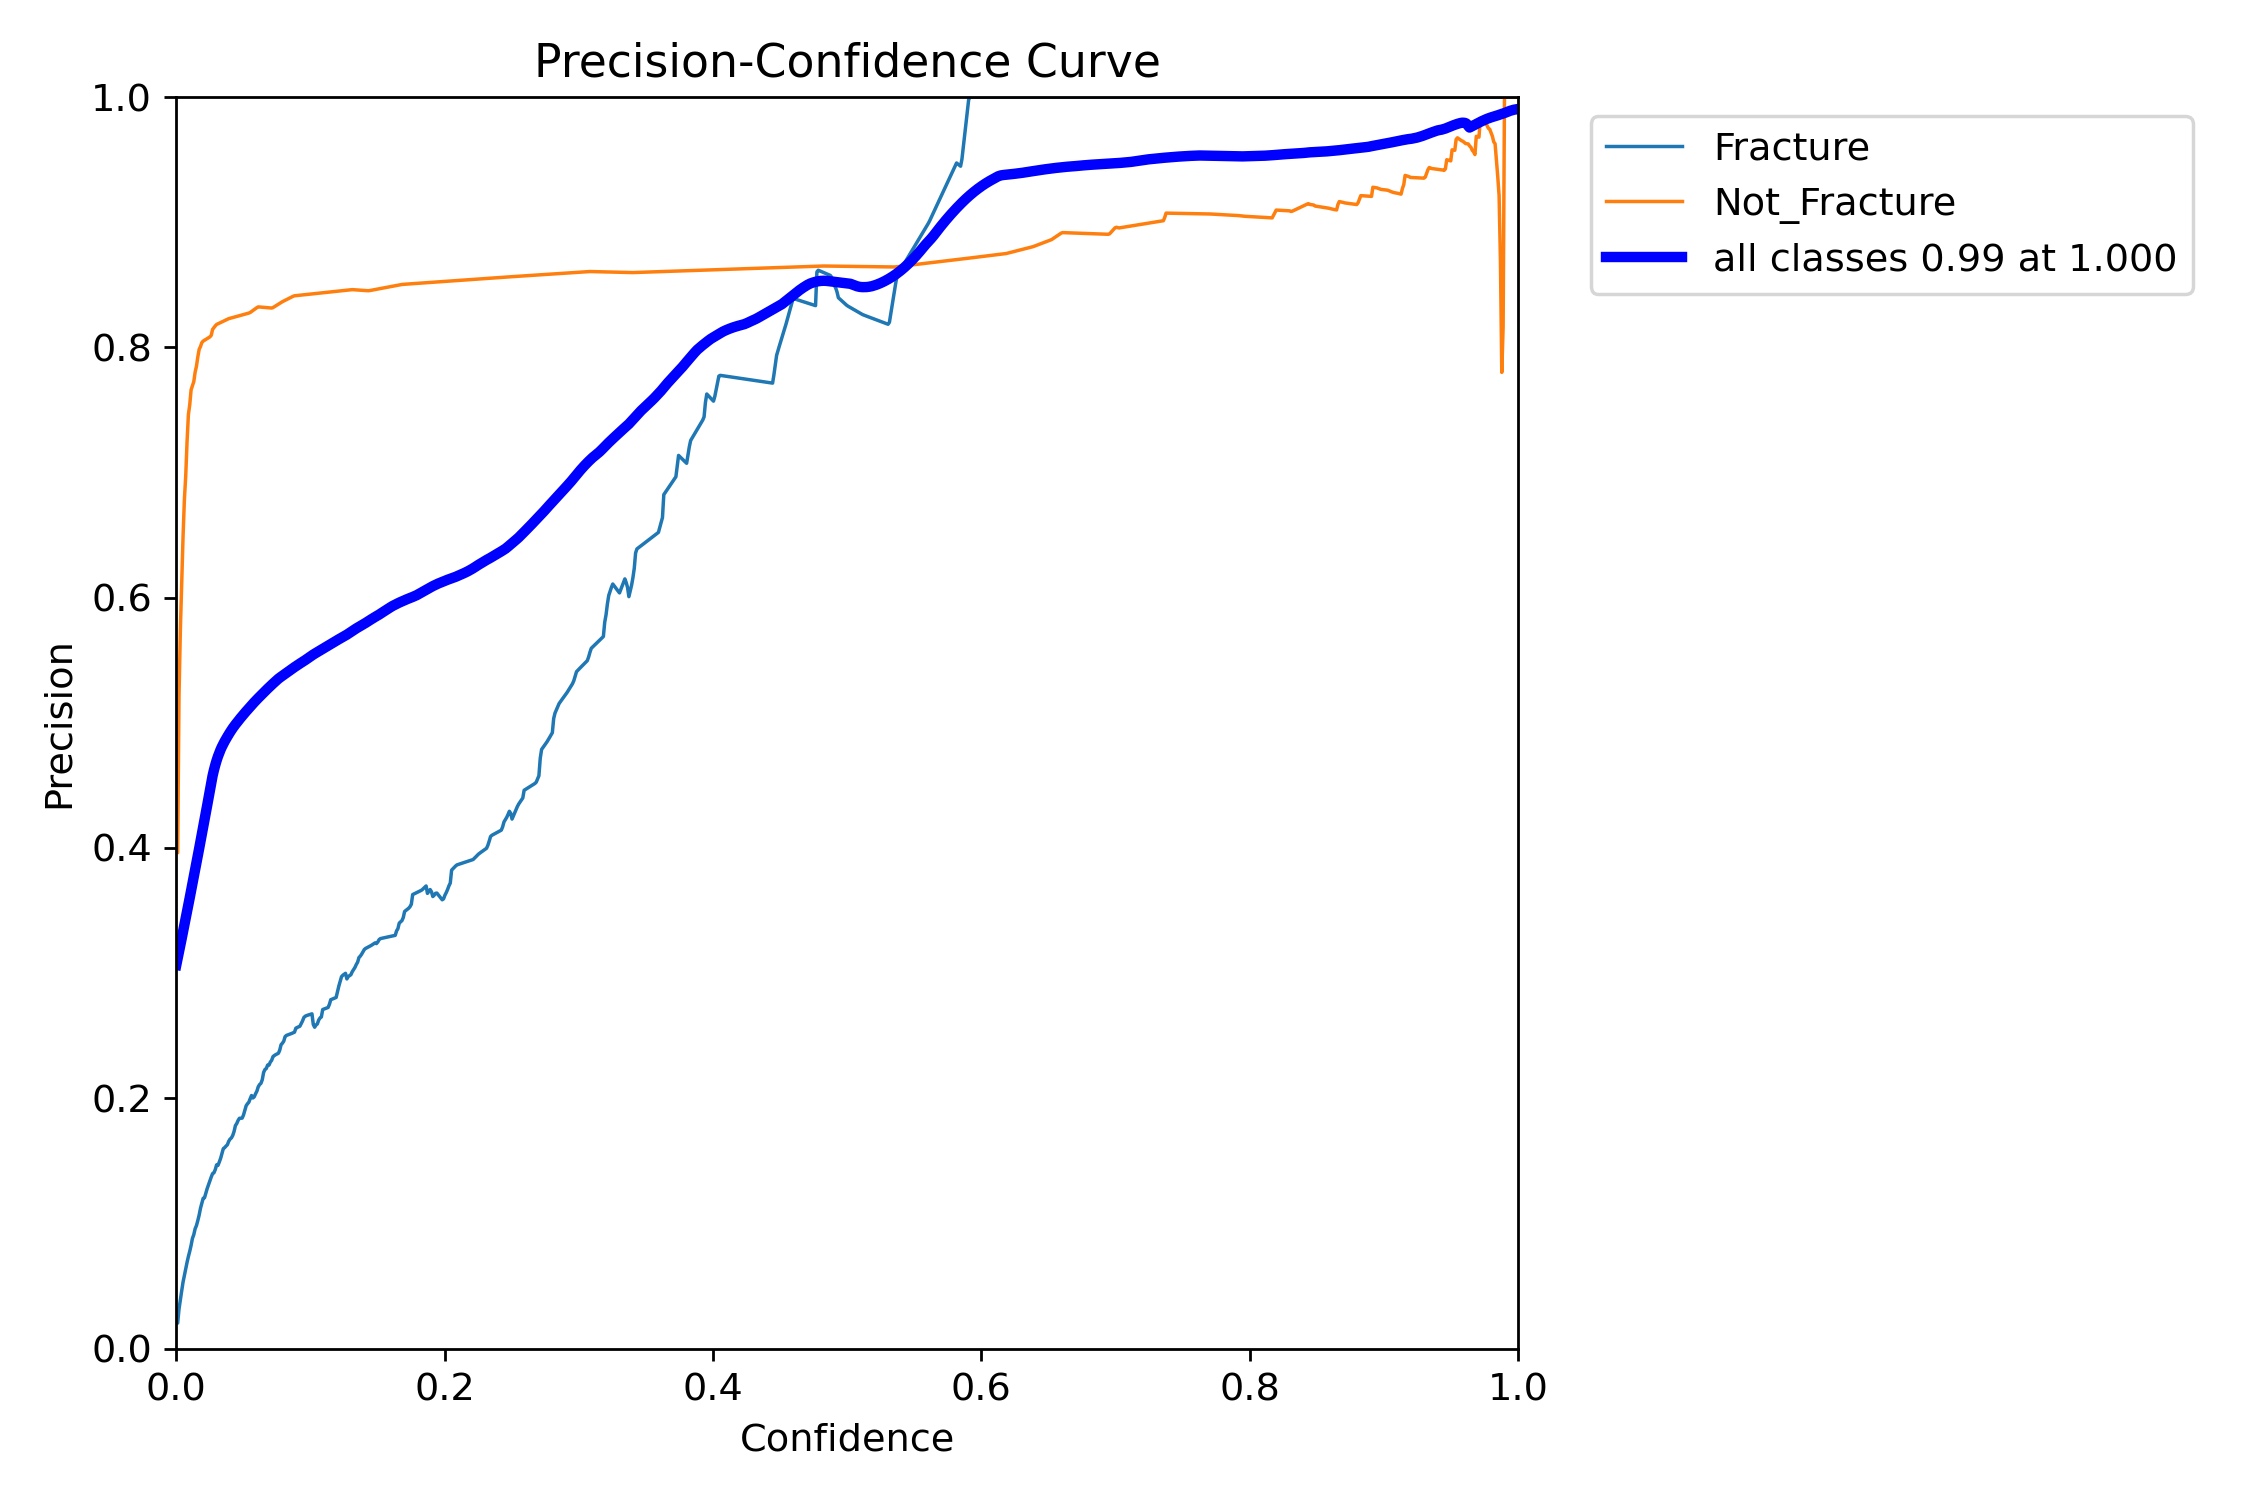 Precision-Confidence Curve
1.0
0.8
0.6
0.4
0.2
0.0
Precision
0.0 0.2 0.4 0.6 0.8 1.0
Confidence
Fracture
Not_Fracture
all classes 0.99 at 1.000